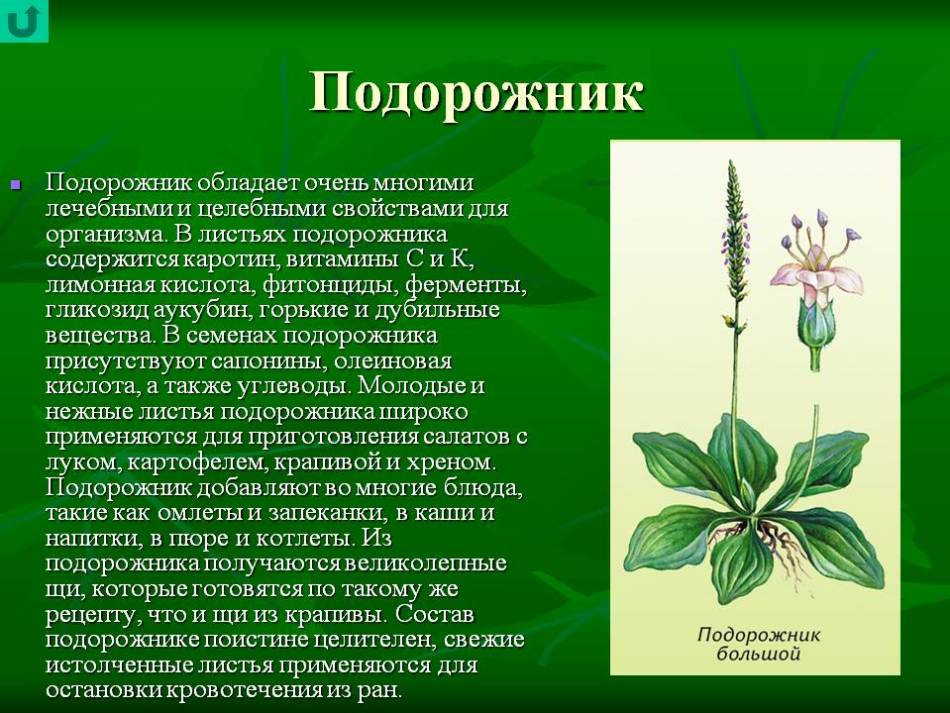 Подорожник
Подорожник обладает очень многими
лечебными и целебными свойствами для
организма. В листьях подорожника
содержится каротин, витамины С и К,
лимонная кислота, фитонциды, ферменты,
гликозид аукубин, горькие и дубильные
вещества. В семенах подорожника
присутствуют сапонины, олеиновая
кислота, а также углеводы. Молодые и
нежные листья подорожника широко
применяются для приготовления салатов с
луком, картофелем, крапивой и хреном.
Подорожник добавляют во многие блюда,
такие как омлеты и запеканки, в каши и
напитки, в пюре и котлеты. Из
подорожника получаются великолепные
щи, которые готовятся по такому же
рецепту, что и щи из крапивы. Состав
подорожнике поистине целителен, свежие
истолченные листья применяются для
остановки кровотечения из ран.
Подорожник
большой